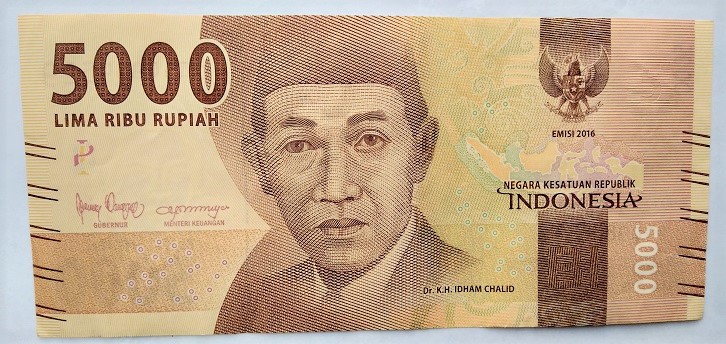 5000
LIMA RIBU RUPIAH
EMISI 2016
NEGARA KESATUAN REPUBLIK
INDONESIA
GUBERNUR
MENTERI KEUANGAN
Dr. K.H. IDHAM CHALID
5000